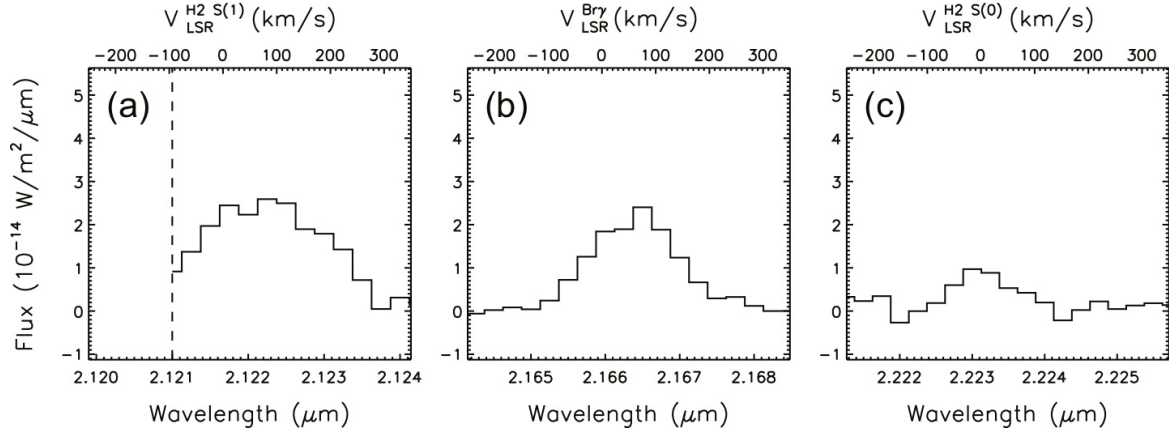 V_LSR^H2 S(1) (km/s)
V_LSR^Brγ (km/s)
V_LSR^H2 S(0) (km/s)
-200 -100 0 100 200 300
-200 -100 0 100 200 300
-200 -100 0 100 200 300
(a)
(b)
(c)
5 4 3 2 1 0 -1
5 4 3 2 1 0 -1
5 4 3 2 1 0 -1
Flux (10⁻¹⁴ W/m²/μm)
2.120 2.121 2.122 2.123 2.124
2.165 2.166 2.167 2.168
2.222 2.223 2.224 2.225
Wavelength (μm)
Wavelength (μm)
Wavelength (μm)